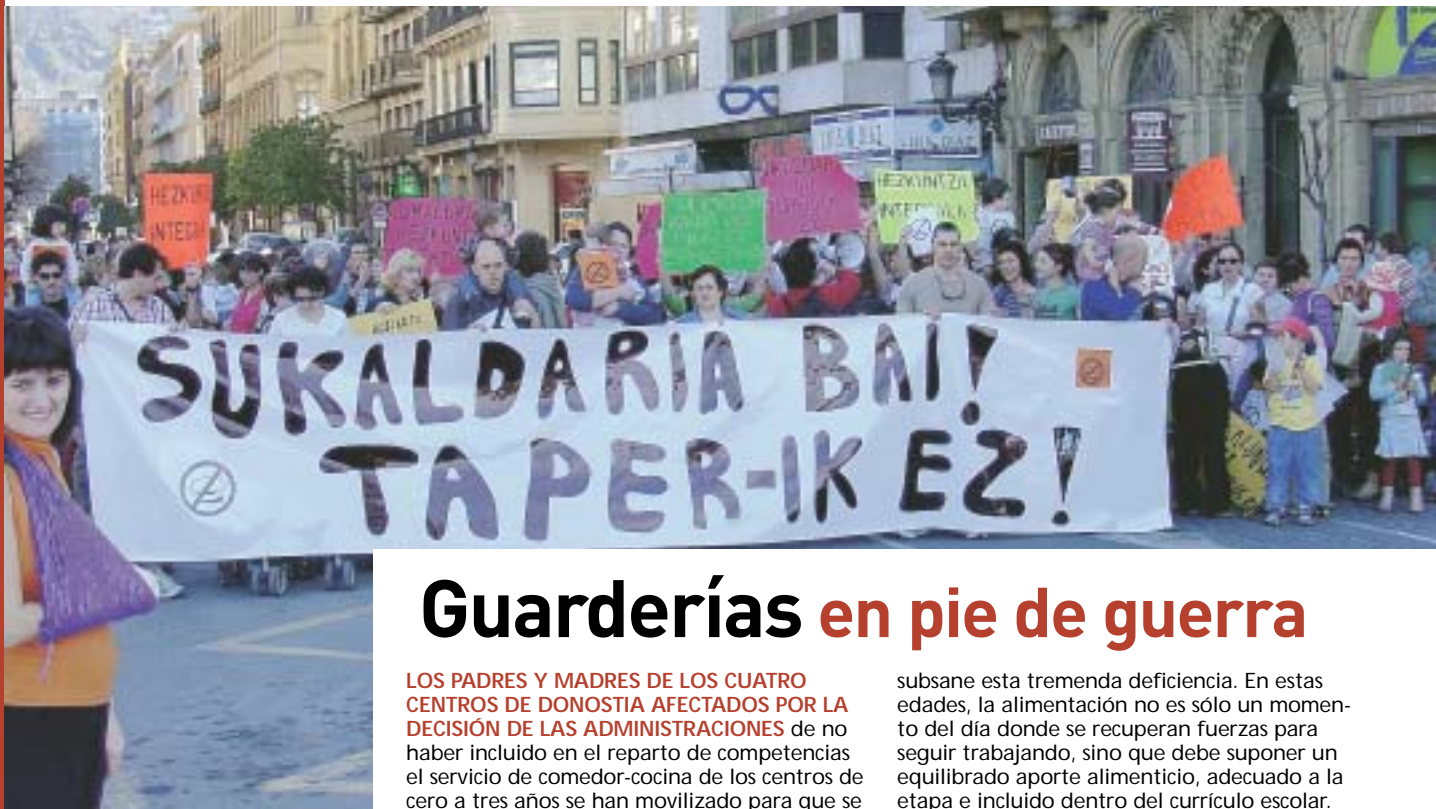 HEZKUNTZA
INTEGRALA
SUKALDARIA BAI!
TAPER-IK EZ!
Guarderías en pie de guerra
LOS PADRES Y MADRES DE LOS CUATRO
CENTROS DE DONOSTIA AFECTADOS POR LA
DECISIÓN DE LAS ADMINISTRACIONES de no
haber incluido en el reparto de competencias
el servicio de comedor-cocina de los centros de
cero a tres años se han movilizado para que se
subsane esta tremenda deficiencia. En estas
edades, la alimentación no es sólo un momen-
to del día donde se recuperan fuerzas para
seguir trabajando, sino que debe suponer un
equilibrado aporte alimenticio, adecuado a la
etapa e incluido dentro del currículo escolar.